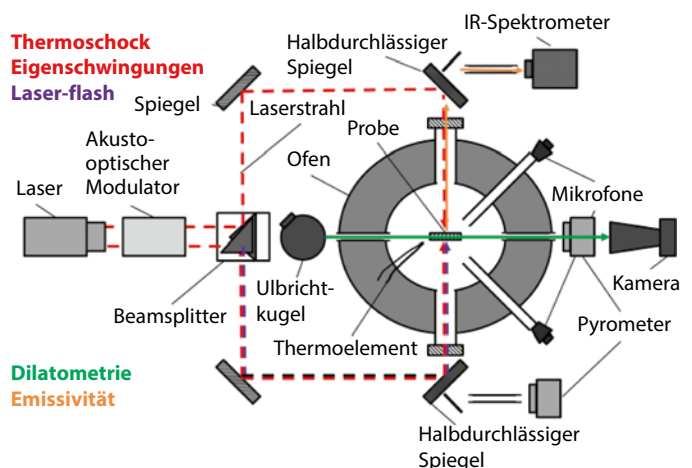 Thermoschock
Eigenschwingungen
Laser-flash
Halbdurchlässiger
Spiegel
IR-Spektrometer
Spiegel
Laserstrahl
Probe
Ofen
Akusto-
optischer
Modulator
Laser
Mikrofone
Beamsplitter
Ulbricht-
kugel
Kamera
Thermoelement
Pyrometer
Dilatometrie
Emissivität
Halbdurchlässiger
Spiegel